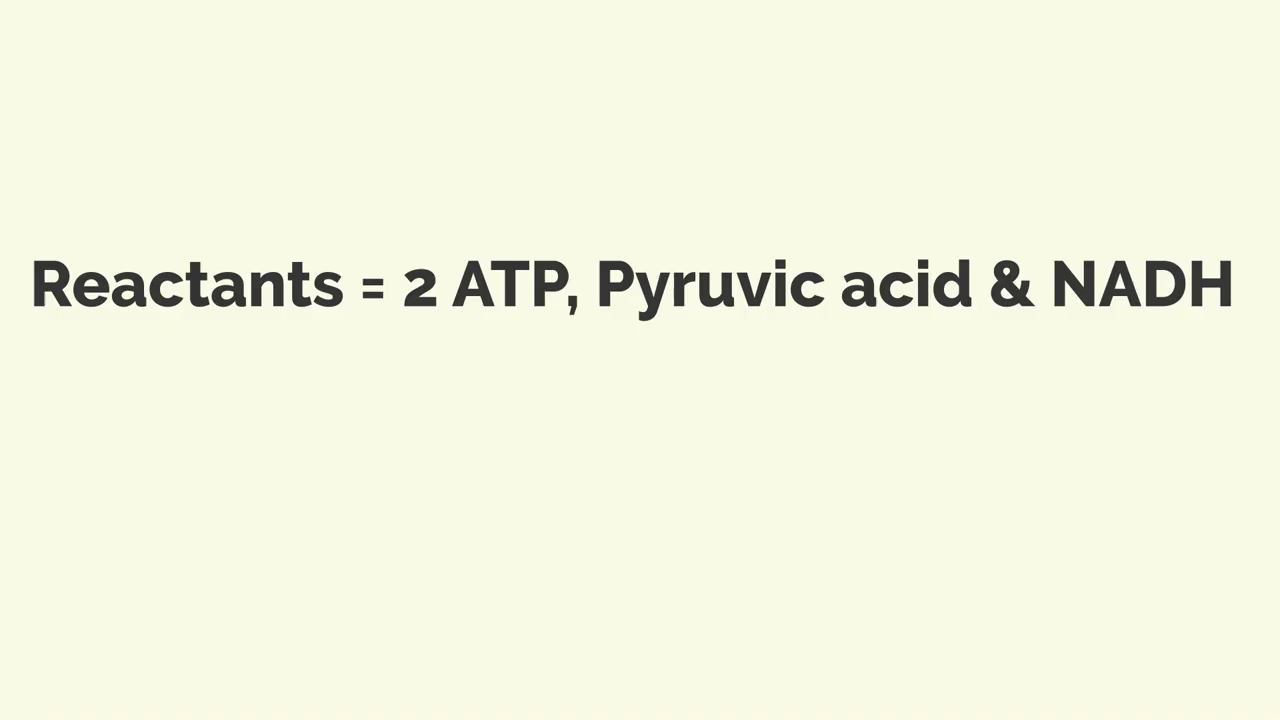 Reactants = 2 ATP, Pyruvic acid & NADH